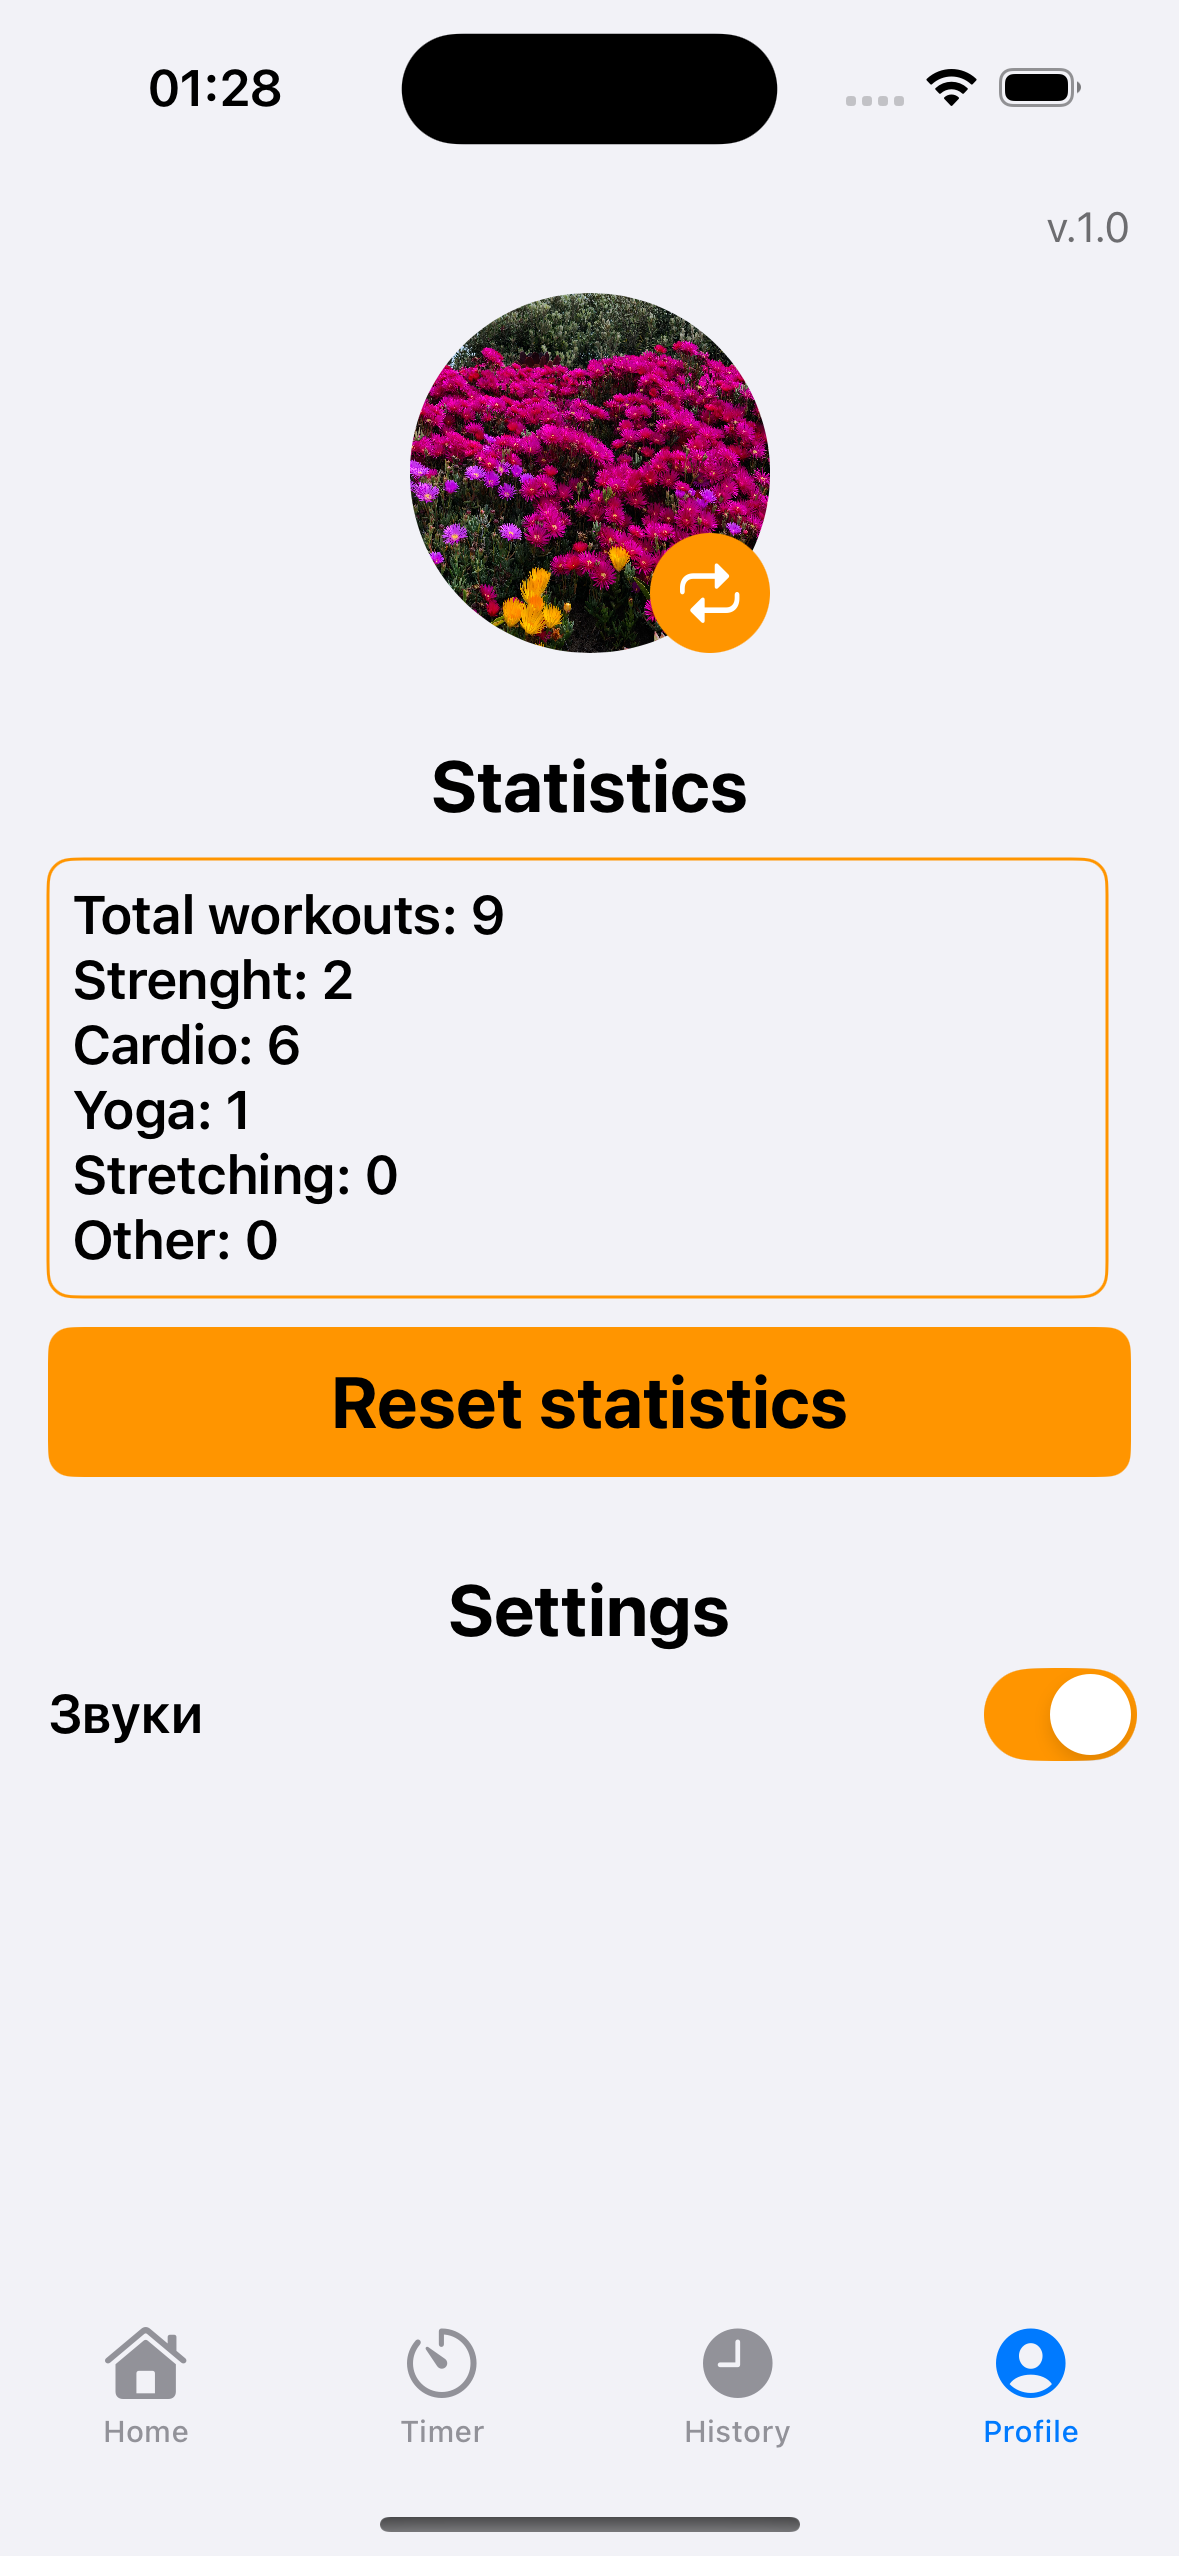 01:28
v.1.0
Statistics
Total workouts: 9
Strenght: 2
Cardio: 6
Yoga: 1
Stretching: 0
Other: 0
Reset statistics
Settings
Звуки
Home
Timer
History
Profile